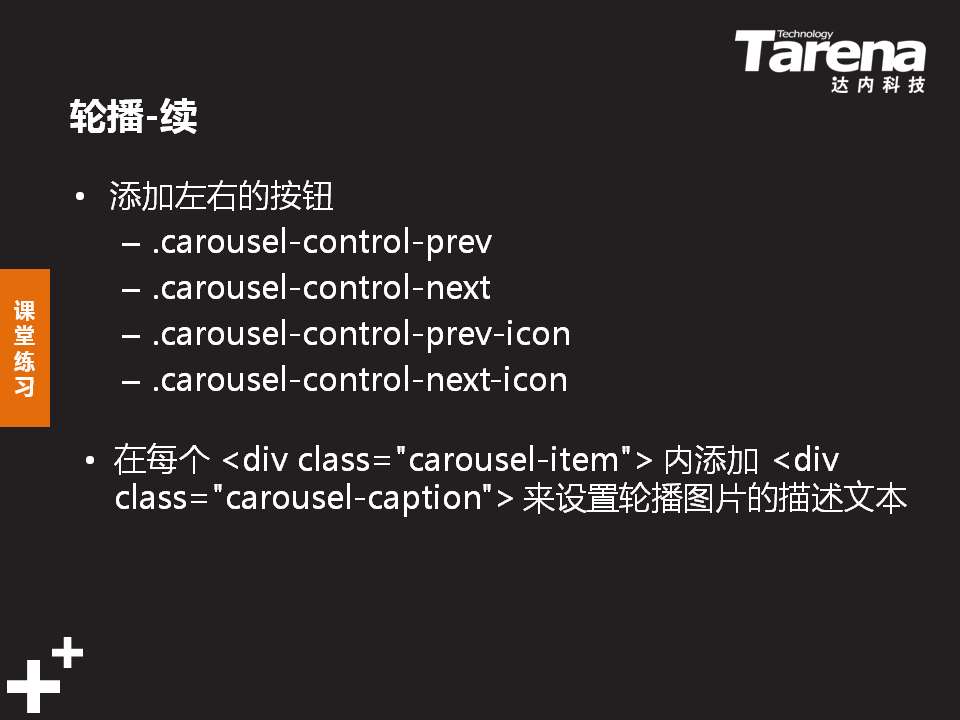 Technology
Tarena
达内科技
轮播-续
• 添加左右的按钮
– .carousel-control-prev
– .carousel-control-next
– .carousel-control-prev-icon
– .carousel-control-next-icon
课堂练习
• 在每个 <div class="carousel-item"> 内添加 <div
class="carousel-caption"> 来设置轮播图片的描述文本